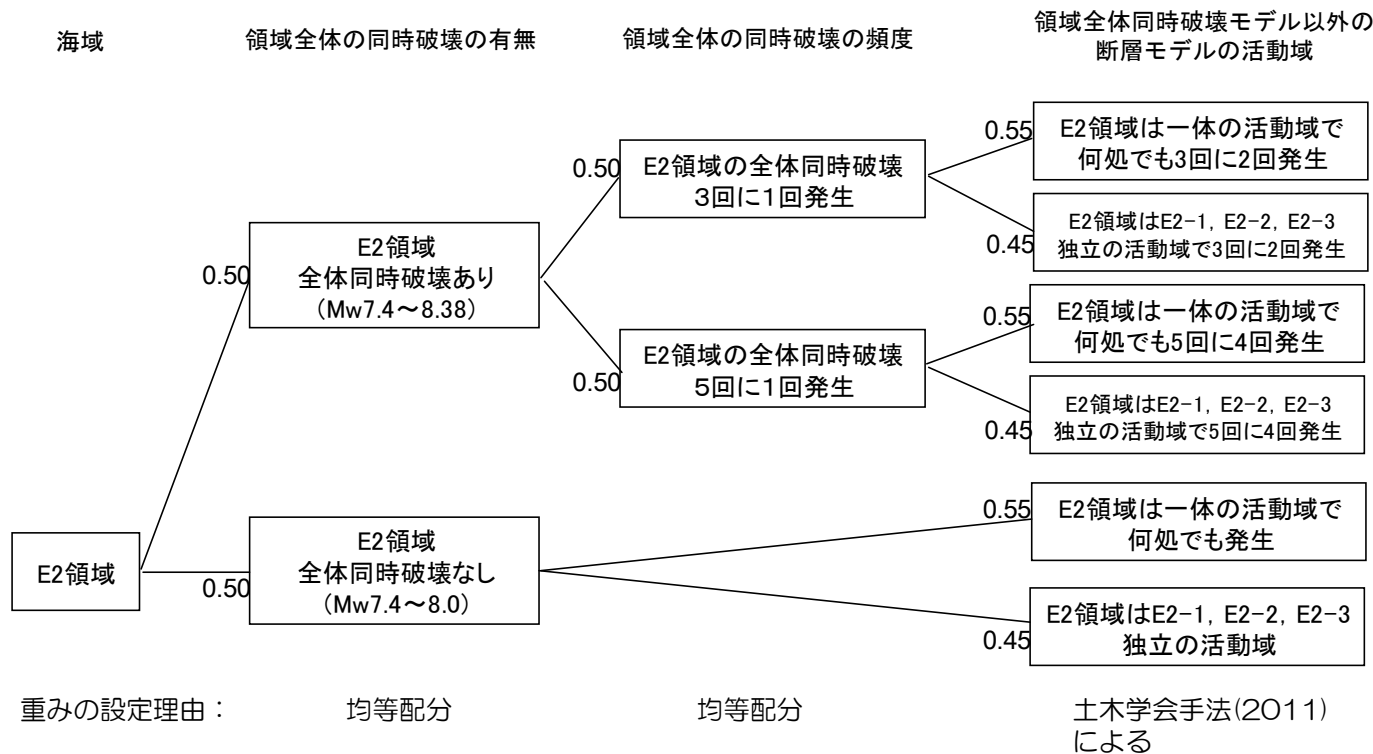 海域
領域全体の同時破壊の有無
領域全体の同時破壊の頻度
領域全体同時破壊モデル以外の
断層モデルの活動域
E2領域
0.50
E2領域
全体同時破壊あり
(Mw7.4～8.38)
0.50
E2領域の全体同時破壊
３回に１回発生
0.55
E2領域は一体の活動域で
何処でも3回に2回発生
0.45
E2領域はE2-1, E2-2, E2-3
独立の活動域で3回に2回発生
0.50
E2領域の全体同時破壊
５回に１回発生
0.55
E2領域は一体の活動域で
何処でも5回に4回発生
0.45
E2領域はE2-1, E2-2, E2-3
独立の活動域で5回に4回発生
0.50
E2領域
全体同時破壊なし
(Mw7.4～8.0)
0.55
E2領域は一体の活動域で
何処でも発生
0.45
E2領域はE2-1, E2-2, E2-3
独立の活動域
重みの設定理由：
均等配分
均等配分
土木学会手法(2011)
による